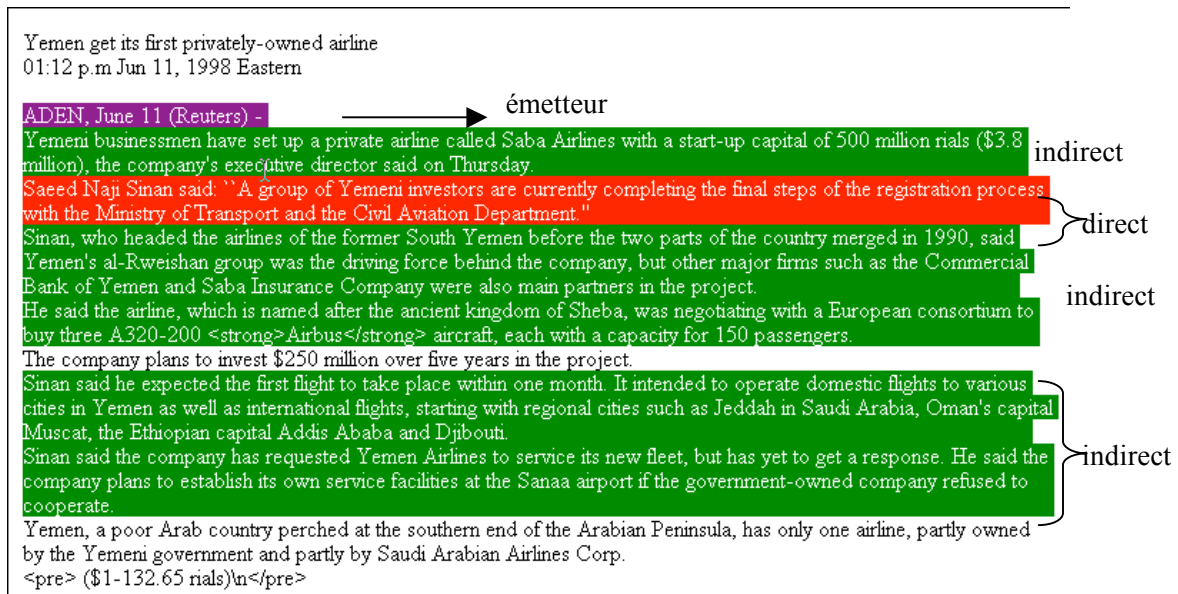 Yemen get its first privately-owned airline
01:12 p.m Jun 11, 1998 Eastern
ADEN, June 11 (Reuters) -
émetteur
Yemeni businessmen have set up a private airline called Saba Airlines with a start-up capital of 500 million rials ($3.8
million), the company's executive director said on Thursday.
indirect
Saeed Naji Sinan said: ``A group of Yemeni investors are currently completing the final steps of the registration process
with the Ministry of Transport and the Civil Aviation Department.''
direct
Sinan, who headed the airlines of the former South Yemen before the two parts of the country merged in 1990, said
Yemen's al-Rweishan group was the driving force behind the company, but other major firms such as the Commercial
Bank of Yemen and Saba Insurance Company were also main partners in the project.
indirect
He said the airline, which is named after the ancient kingdom of Sheba, was negotiating with a European consortium to
buy three A320-200 <strong>Airbus</strong> aircraft, each with a capacity for 150 passengers.
The company plans to invest $250 million over five years in the project.
Sinan said he expected the first flight to take place within one month. It intended to operate domestic flights to various
cities in Yemen as well as international flights, starting with regional cities such as Jeddah in Saudi Arabia, Oman's capital
Muscat, the Ethiopian capital Addis Ababa and Djibouti.
Sinan said the company has requested Yemen Airlines to service its new fleet, but has yet to get a response. He said the
indirect
company plans to establish its own service facilities at the Sanaa airport if the government-owned company refused to
cooperate.
Yemen, a poor Arab country perched at the southern end of the Arabian Peninsula, has only one airline, partly owned
by the Yemeni government and partly by Saudi Arabian Airlines Corp.
<pre> ($1-132.65 rials)\n</pre>